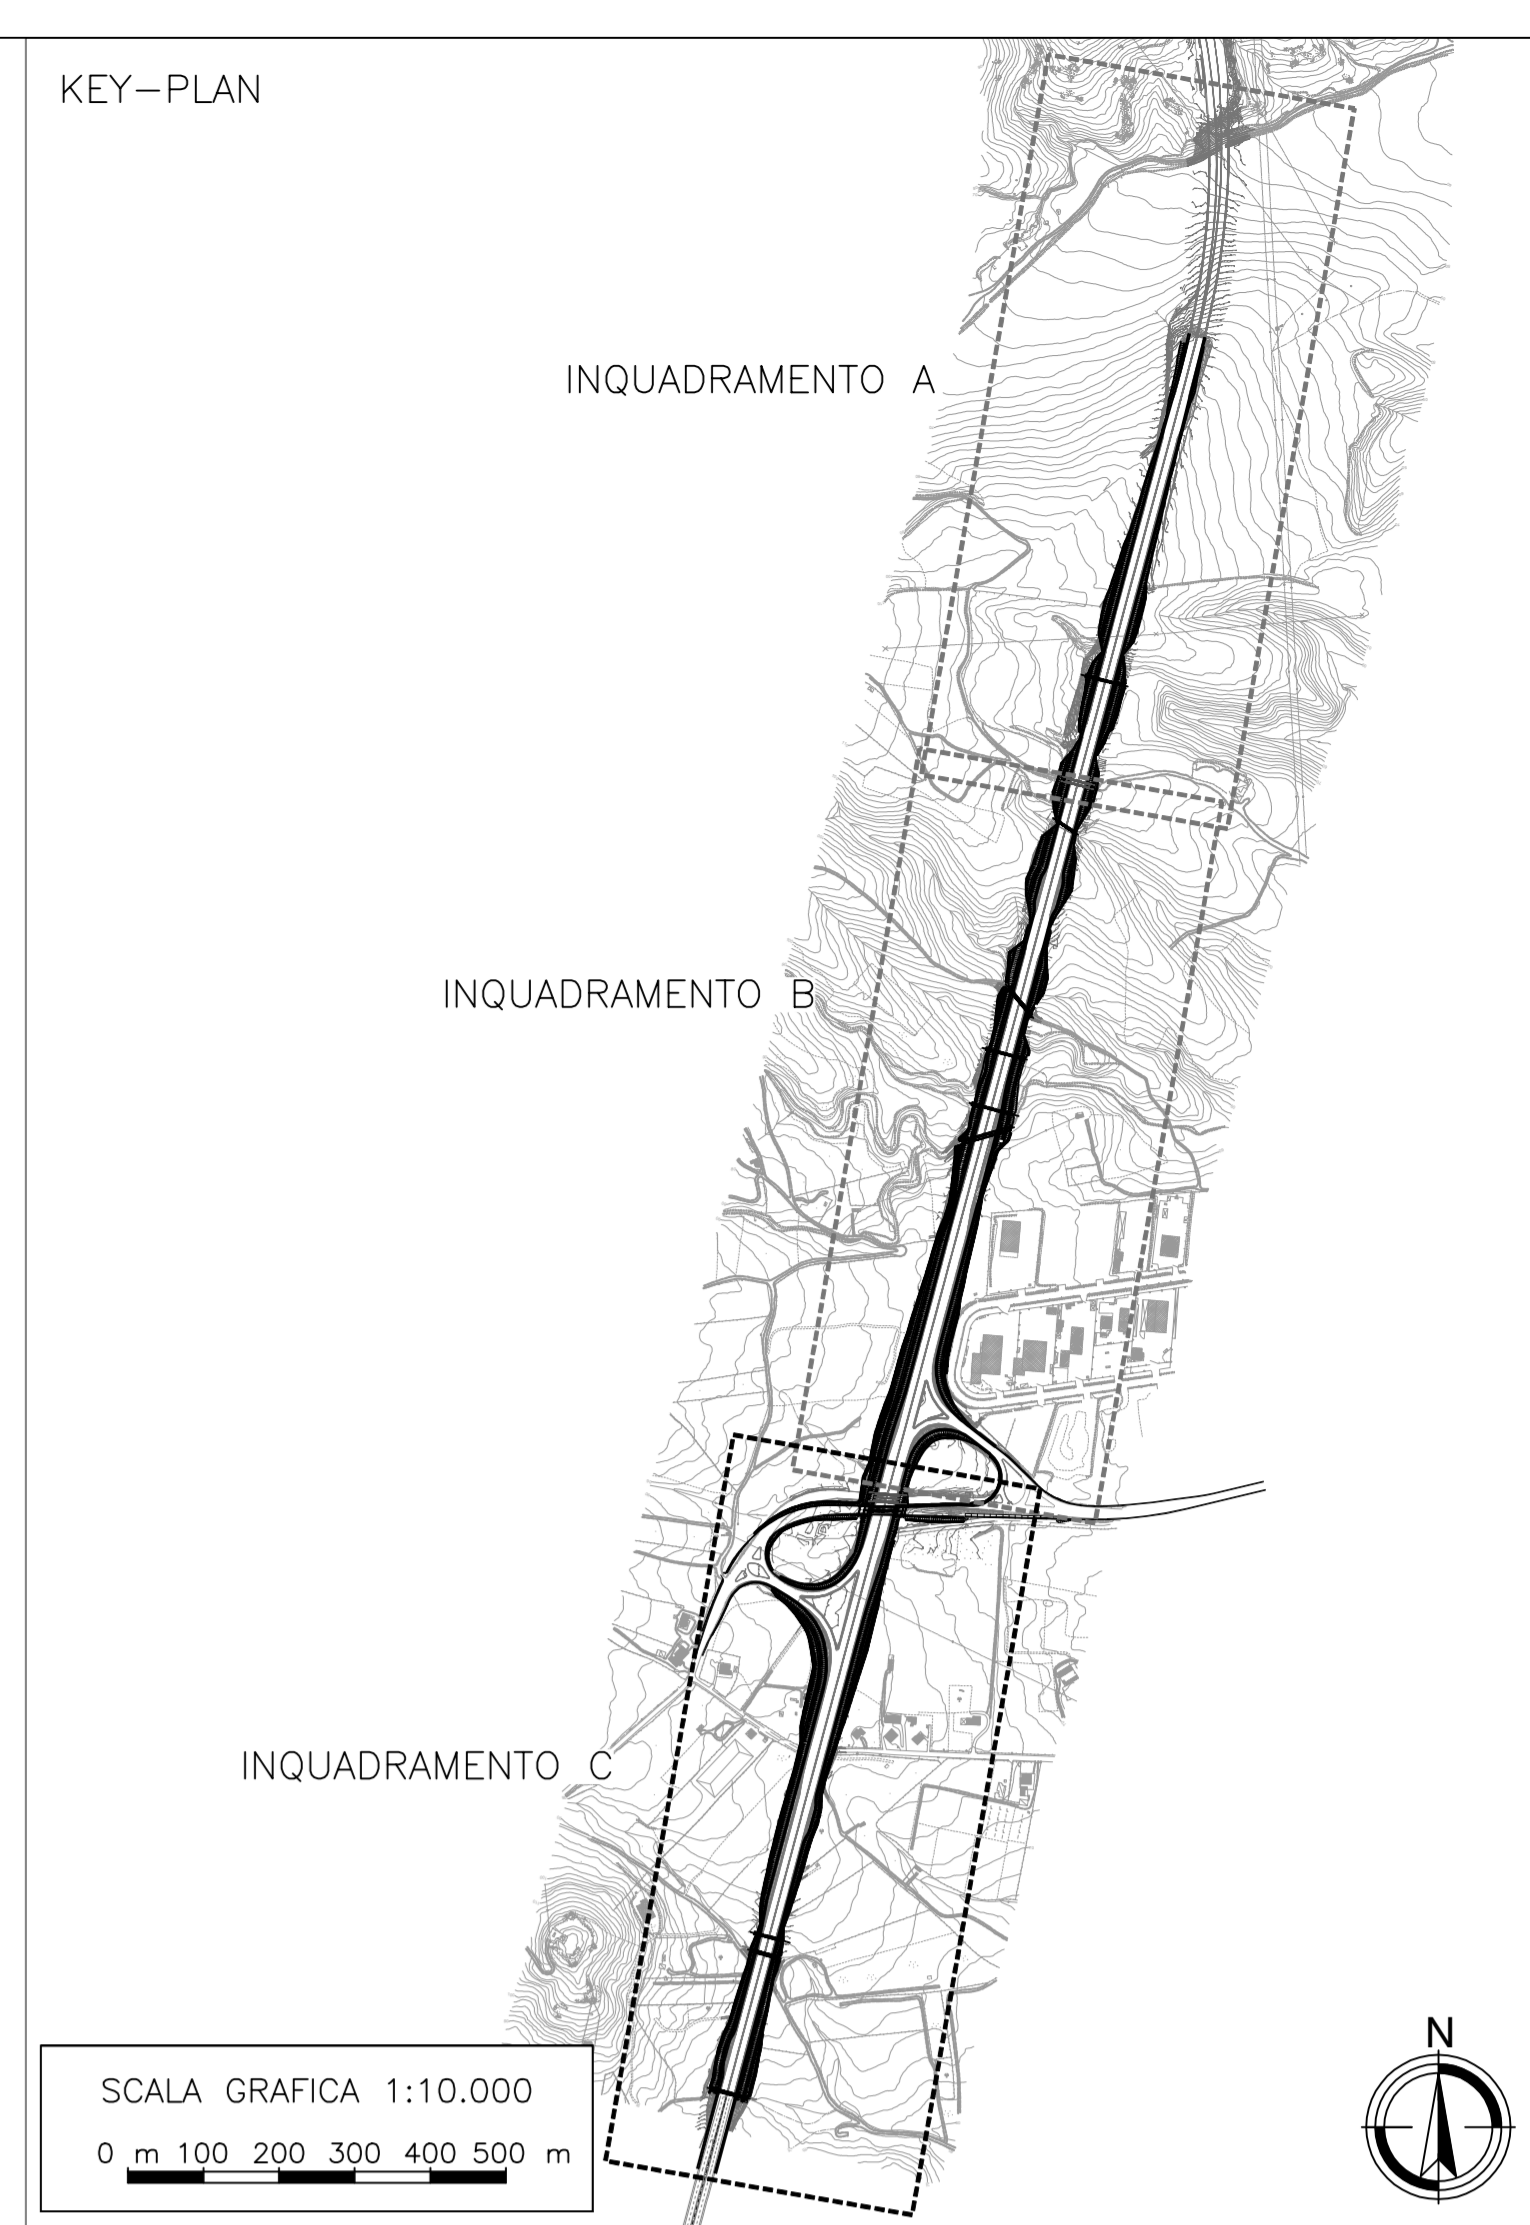 KEY-PLAN
INQUADRAMENTO A
INQUADRAMENTO B
INQUADRAMENTO C
N
SCALA GRAFICA 1:10.000
0 m 100 200 300 400 500 m